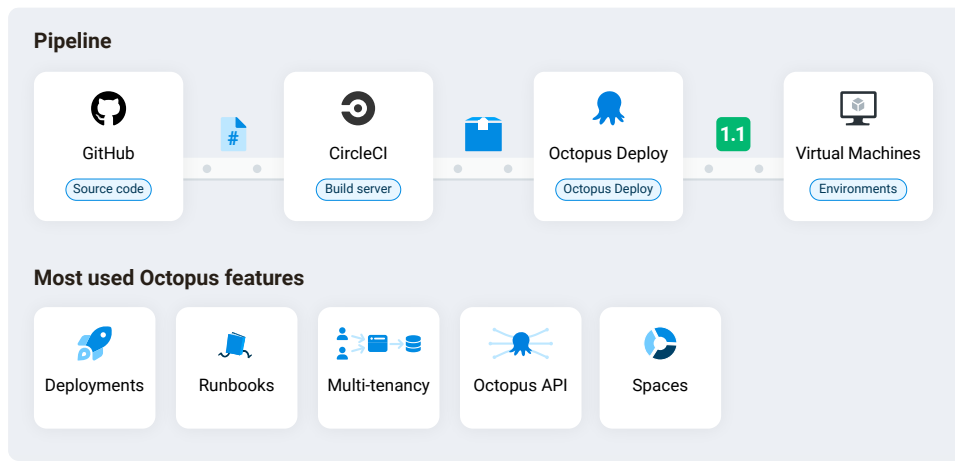 Pipeline
#
1.1
GitHub
CircleCI
Octopus Deploy
Virtual Machines
Source code
Build server
Octopus Deploy
Environments
Most used Octopus features
Deployments
Runbooks
Multi-tenancy
Octopus API
Spaces